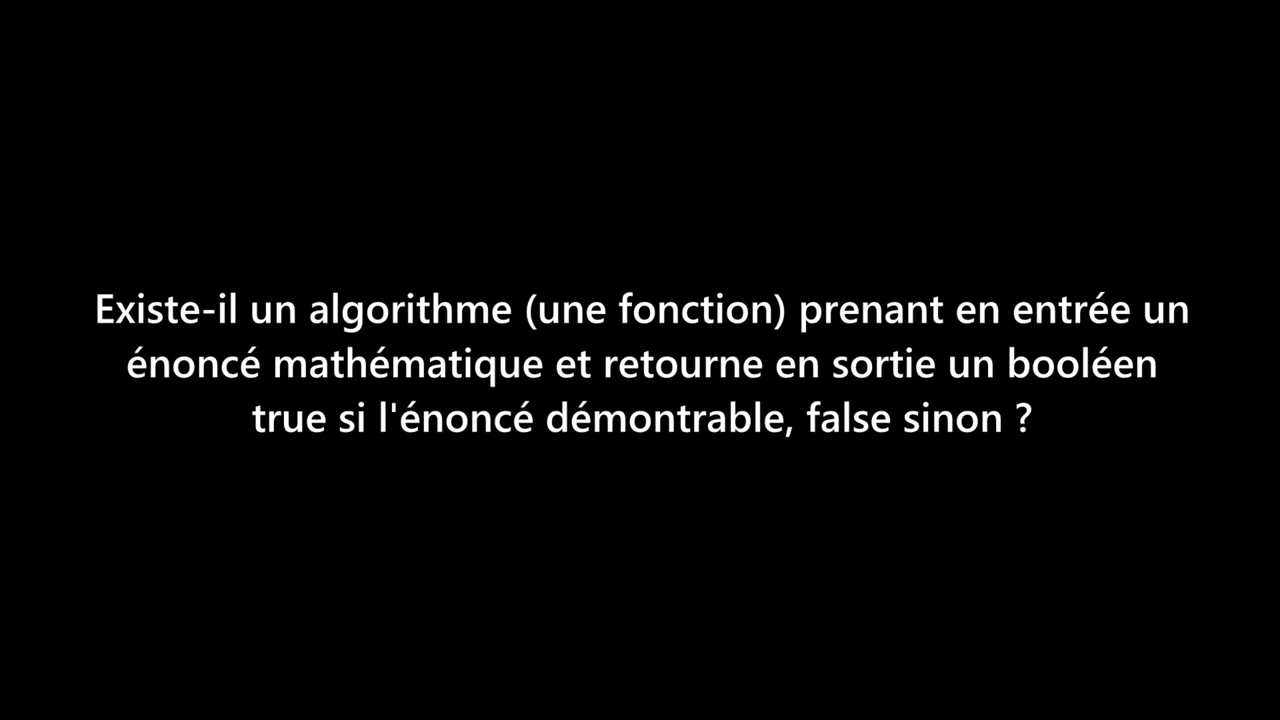 Existe-il un algorithme (une fonction) prenant en entrée un
énoncé mathématique et retourne en sortie un booléen
true si l'énoncé démontrable, false sinon ?